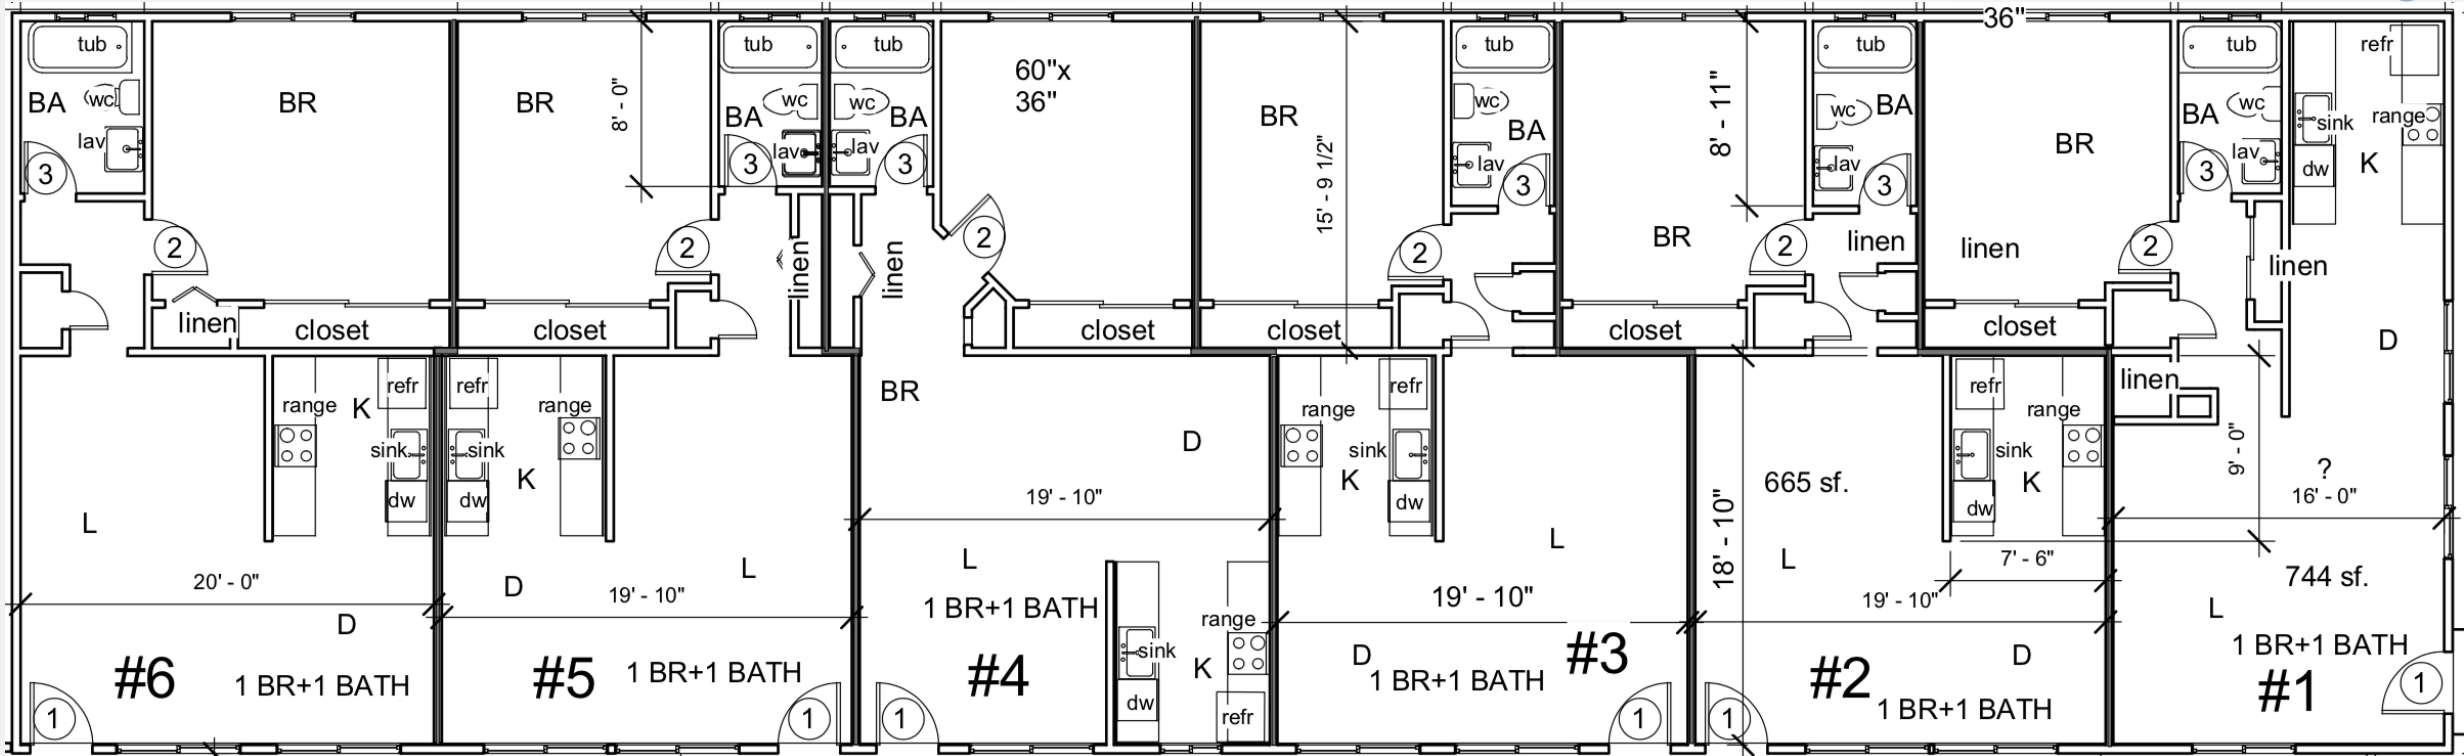 36"
tub
tub
tub
tub
tub
tub
refr
BA
wc
BR
BR
8' - 0"
BA
wc
wc
BA
60"x
36"
BR
15' - 9 1/2"
wc
BA
8' - 11"
wc
BA
BR
BA
wc
sink
range
lav
3
3
lav
lav
3
lav
3
lav
3
3
lav
dw
K
2
2
linen
linen
2
2
BR
2
linen
linen
2
linen
linen
closet
closet
closet
closet
closet
closet
D
range
K
refr
refr
range
BR
range
refr
refr
range
linen
sink
sink
K
D
sink
K
sink
K
9' - 0"
dw
dw
19' - 10"
dw
665 sf.
dw
?
16' - 0"
L
L
L
L
18' - 10"
L
7' - 6"
744 sf.
20' - 0"
D
19' - 10"
1 BR+1 BATH
range
19' - 10"
19' - 10"
L
D
sink
K
D
#3
D
1 BR+1 BATH
#6
1 BR+1 BATH
#5
1 BR+1 BATH
#4
dw
refr
1 BR+1 BATH
#2
1 BR+1 BATH
#1
1
1
1
1
1
1